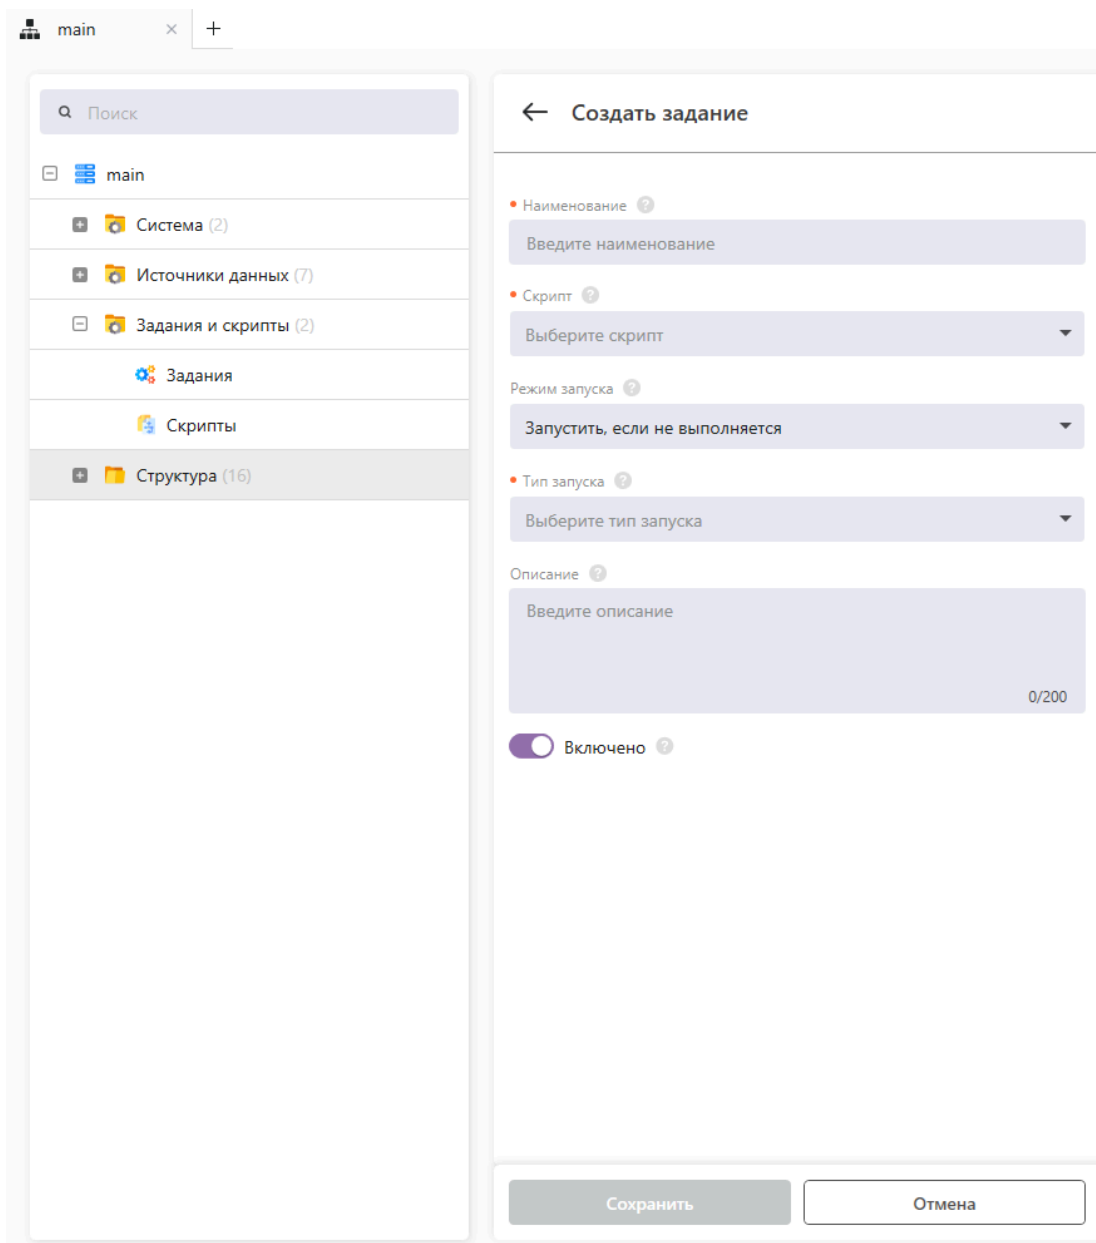 main
Поиск
main
Система (2)
Источники данных (7)
Задания и скрипты (2)
Задания
Скрипты
Структура (16)
Создать задание
Наименование
Введите наименование
Скрипт
Выберите скрипт
Режим запуска
Запустить, если не выполняется
Тип запуска
Выберите тип запуска
Описание
Введите описание
0/200
Включено
Сохранить
Отмена